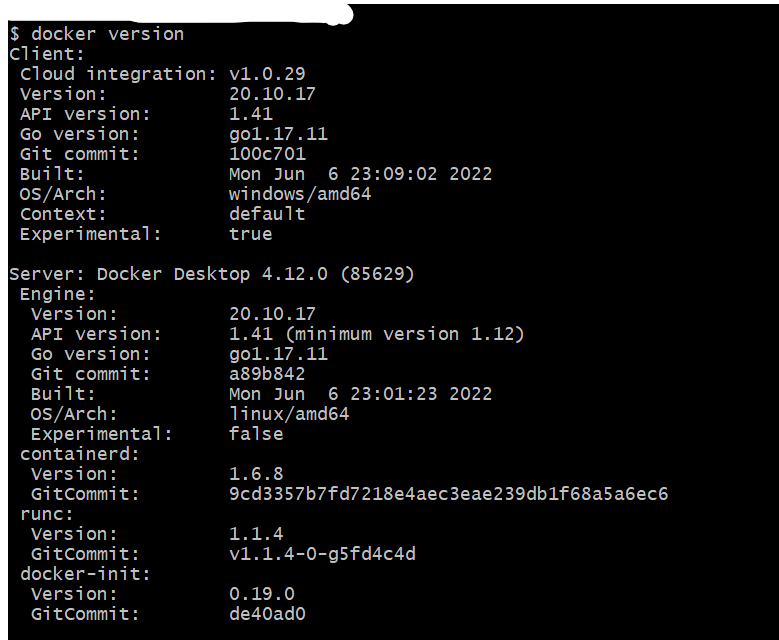 $ docker version
Client:
 Cloud integration: v1.0.29
 Version:           20.10.17
 API version:       1.41
 Go version:        go1.17.11
 Git commit:        100c701
 Built:             Mon Jun  6 23:09:02 2022
 OS/Arch:           windows/amd64
 Context:           default
 Experimental:      true

Server: Docker Desktop 4.12.0 (85629)
 Engine:
  Version:          20.10.17
  API version:      1.41 (minimum version 1.12)
  Go version:       go1.17.11
  Git commit:       a89b842
  Built:            Mon Jun  6 23:01:23 2022
  OS/Arch:          linux/amd64
  Experimental:     false
 containerd:
  Version:          1.6.8
  GitCommit:        9cd3357b7fd7218e4aec3eae239db1f68a5a6ec6
 runc:
  Version:          1.1.4
  GitCommit:        v1.1.4-0-g5fd4c4d
 docker-init:
  Version:          0.19.0
  GitCommit:        de40ad0